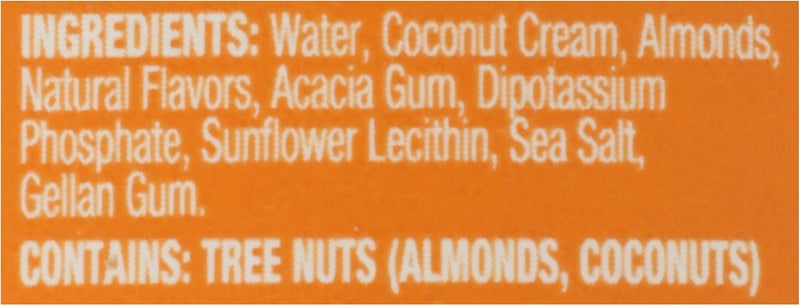 INGREDIENTS: Water, Coconut Cream, Almonds,
Natural Flavors, Acacia Gum, Dipotassium
Phosphate, Sunflower Lecithin, Sea Salt,
Gellan Gum.
CONTAINS: TREE NUTS (ALMONDS, COCONUTS)